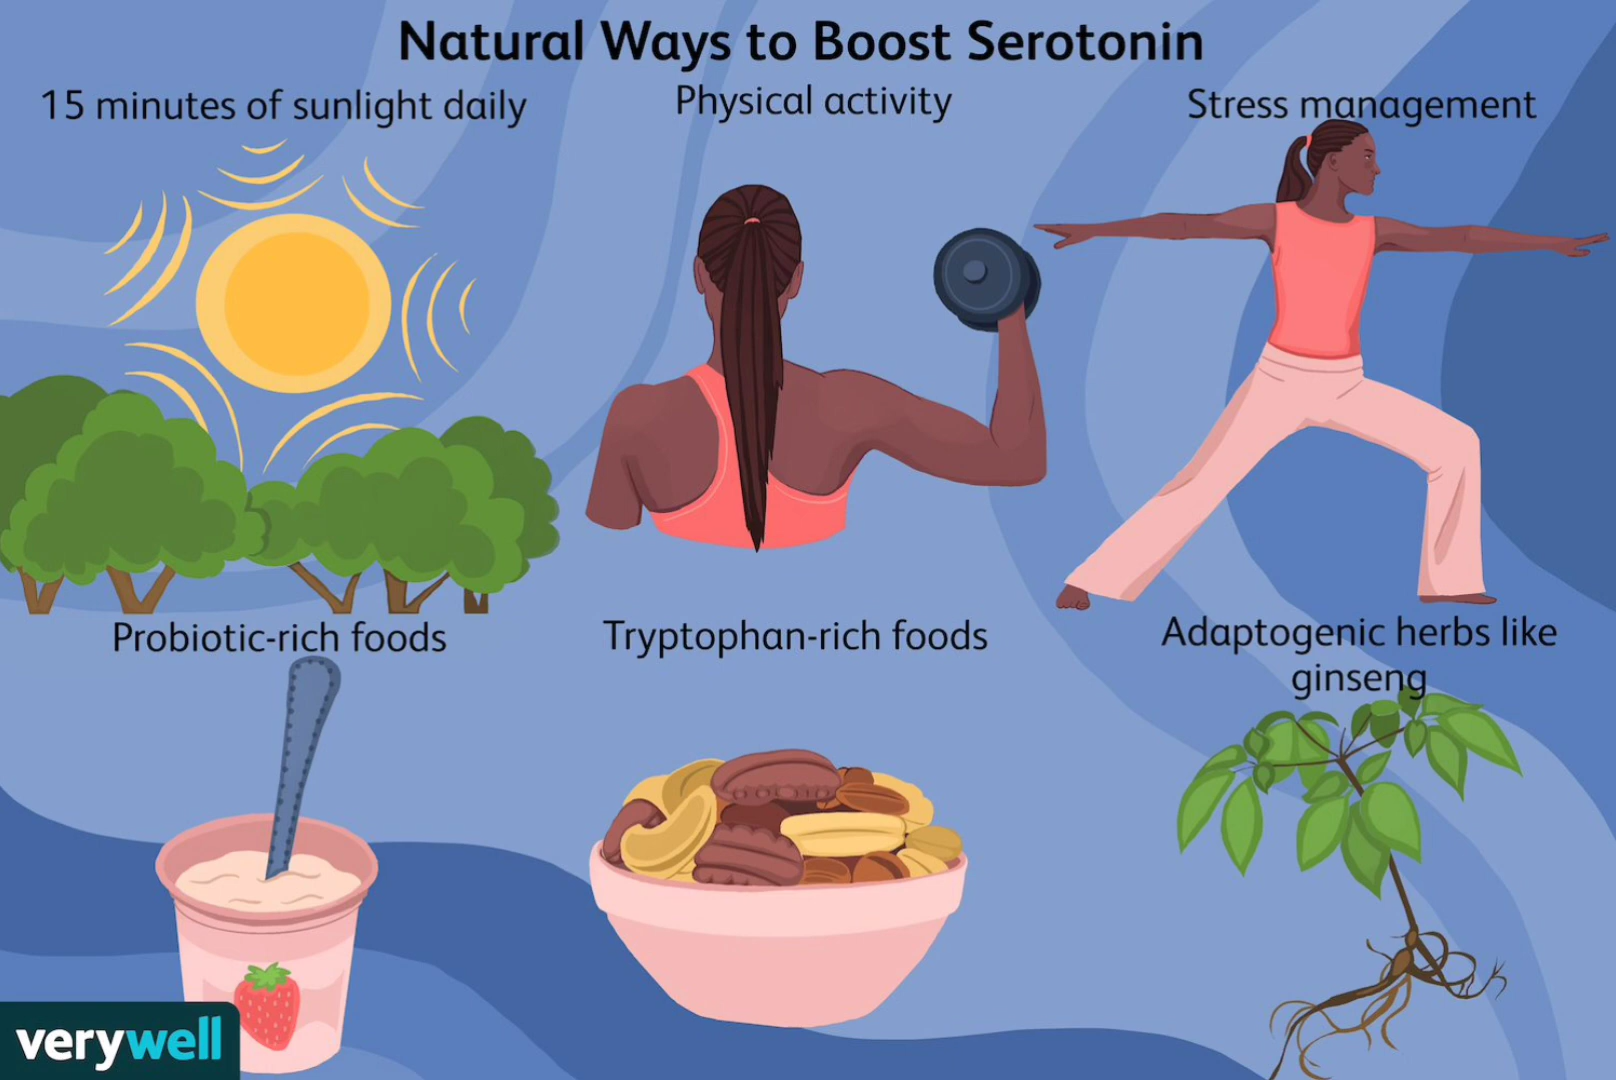 Natural Ways to Boost Serotonin
15 minutes of sunlight daily
Physical activity
Stress management
Probiotic-rich foods
Tryptophan-rich foods
Adaptogenic herbs like
ginseng
verywell